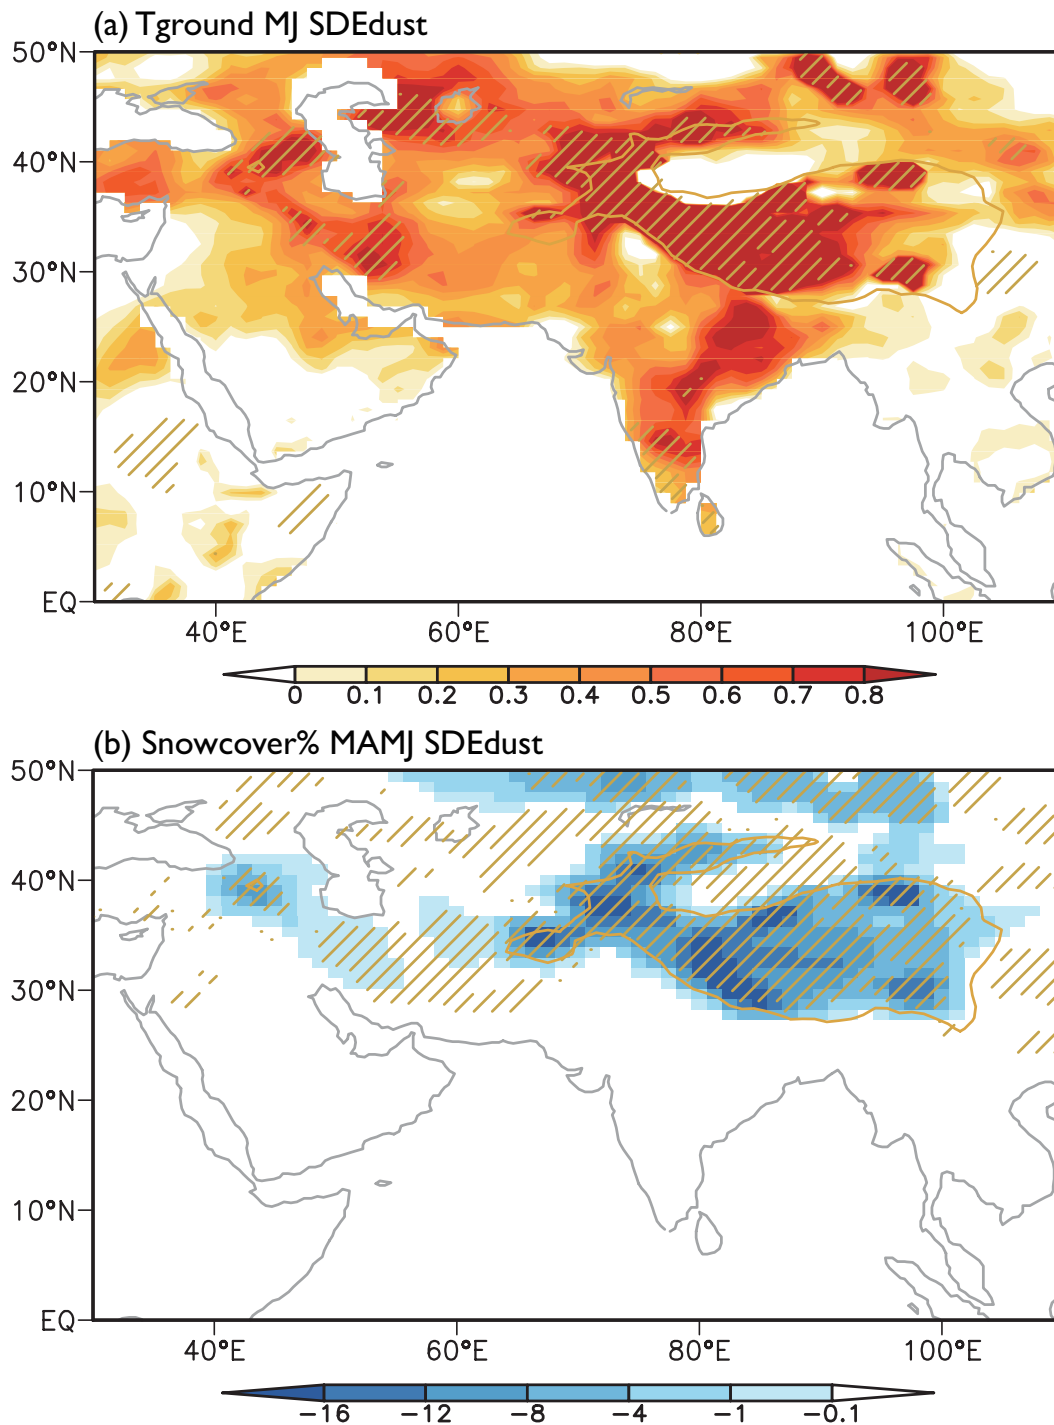 (a) Tground MJ SDEdust
50°N
40°N
30°N
20°N
10°N
EQ
40°E 60°E 80°E 100°E
0 0.1 0.2 0.3 0.4 0.5 0.6 0.7 0.8
(b) Snowcover% MAMJ SDEdust
50°N
40°N
30°N
20°N
10°N
EQ
40°E 60°E 80°E 100°E
−16 −12 −8 −4 −1 −0.1